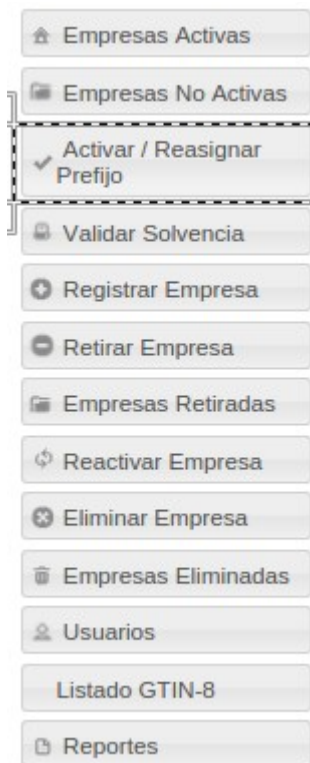 Empresas Activas
Empresas No Activas
Activar / Reasignar
Prefijo
Validar Solvencia
Registrar Empresa
Retirar Empresa
Empresas Retiradas
Reactivar Empresa
Eliminar Empresa
Empresas Eliminadas
Usuarios
Listado GTIN-8
Reportes